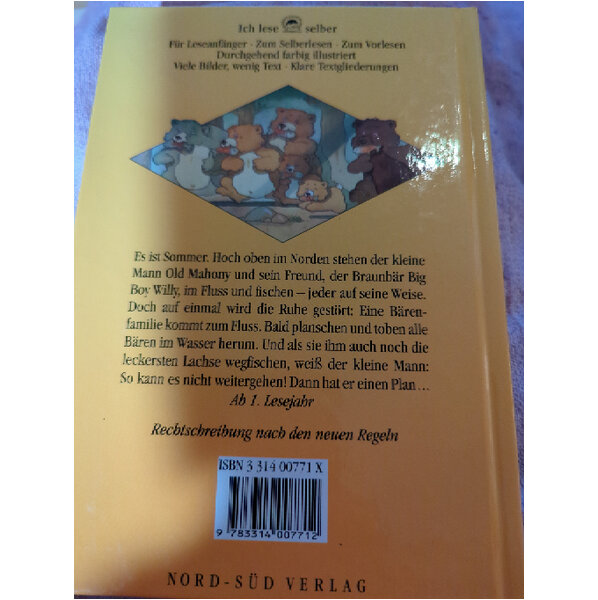 Ich lese selber
Für Leseanfänger · Zum Selberlesen · Zum Vorlesen
Durchgehend farbig illustriert
Viele Bilder, wenig Text · Klare Textgliederungen
Es ist Sommer. Hoch oben im Norden stehen der kleine
Mann Old Mahony und sein Freund, der Braunbär Big
Boy Willy, im Fluss und fischen – jeder auf seine Weise.
Doch auf einmal wird die Ruhe gestört: Eine Bären-
familie kommt zum Fluss. Bald planschen und toben alle
Bären im Wasser herum. Und als sie ihm auch noch die
leckersten Lachse wegfischen, weiß der kleine Mann:
So kann es nicht weitergehen! Dann hat er einen Plan ...
Ab 1. Lesejahr
Rechtschreibung nach den neuen Regeln
ISBN 3 314 00771 X
9 783314 007712
NORD-SÜD VERLAG